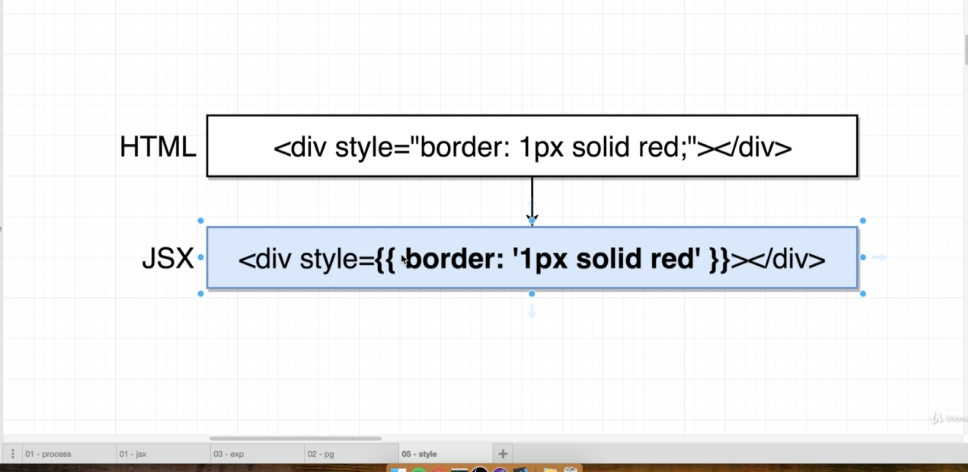 HTML
<div style="border: 1px solid red;"></div>
JSX
<div style={{ border: '1px solid red' }}></div>
Udemy
01 - process
01 - jsx
03 - exp
02 - pg
05 - style